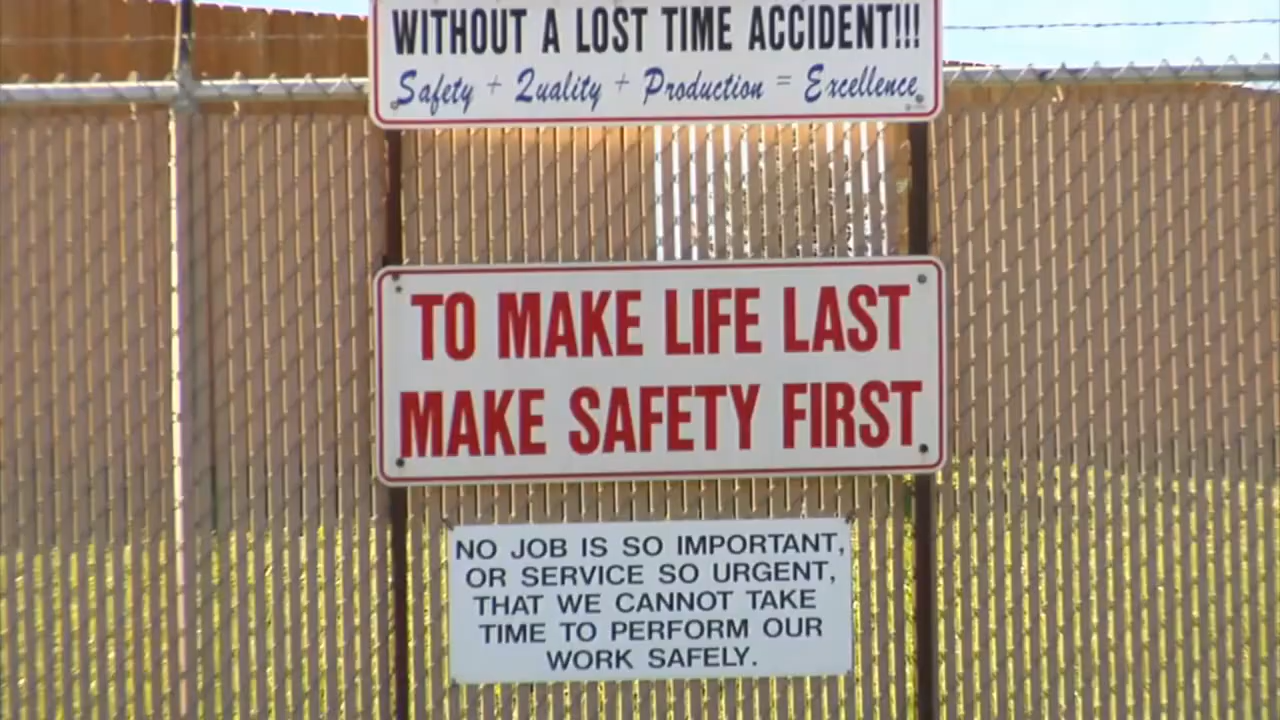 WITHOUT A LOST TIME ACCIDENT!!!
Safety + Quality + Production = Excellence
TO MAKE LIFE LAST
MAKE SAFETY FIRST
NO JOB IS SO IMPORTANT,
OR SERVICE SO URGENT,
THAT WE CANNOT TAKE
TIME TO PERFORM OUR
WORK SAFELY.